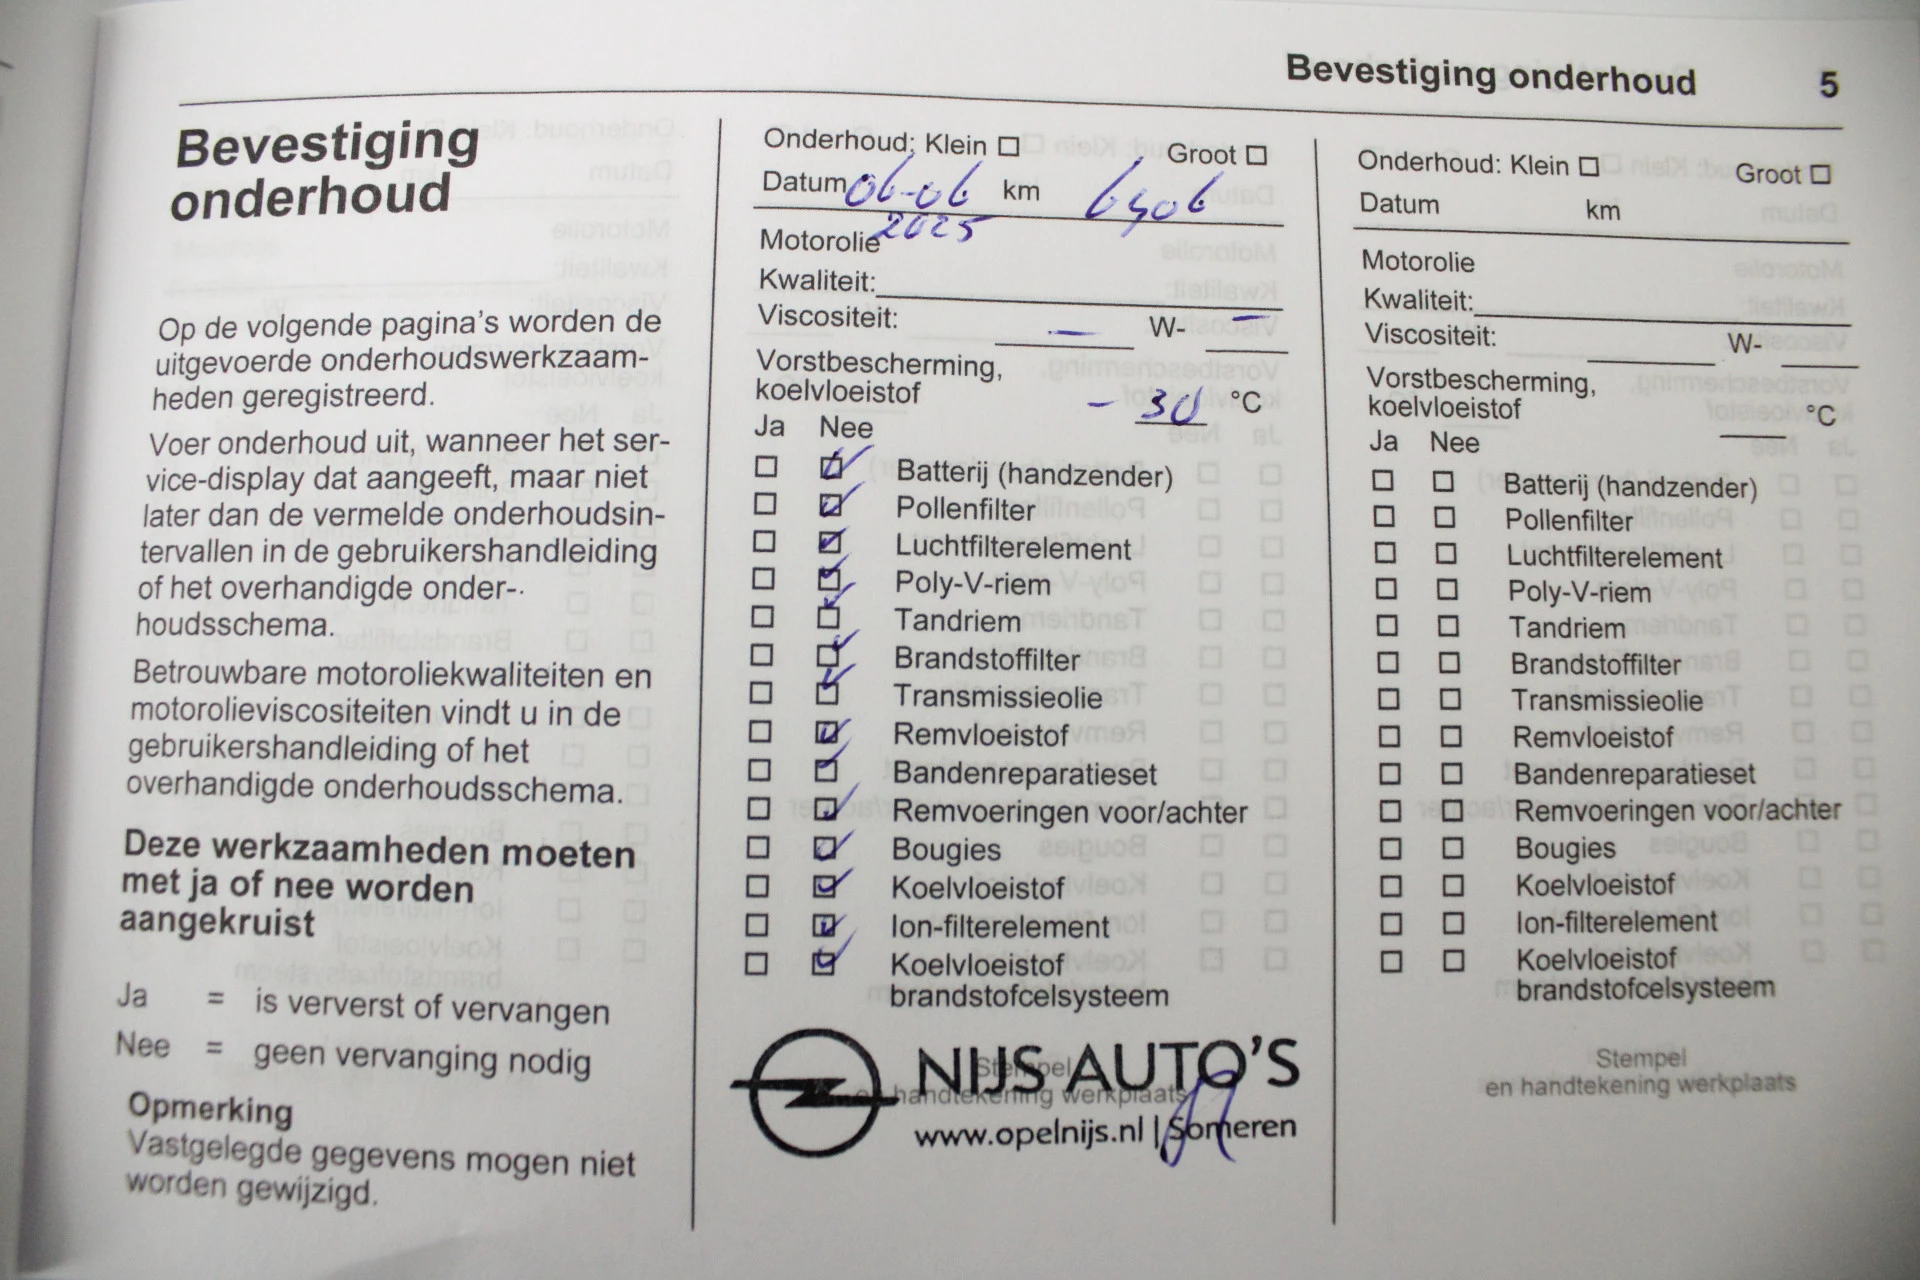 Bevestiging onderhoud 5
Bevestiging
onderhoud
Op de volgende pagina's worden de
uitgevoerde onderhoudswerkzaam-
heden geregistreerd.
Voer onderhoud uit, wanneer het ser-
vice-display dat aangeeft, maar niet
later dan de vermelde onderhoudsin-
tervallen in de gebruikershandleiding
of het overhandigde onder-
houdsschema.
Betrouwbare motoroliekwaliteiten en
motorolieviscositeiten vindt u in de
gebruikershandleiding of het
overhandigde onderhoudsschema.
Deze werkzaamheden moeten
met ja of nee worden
aangekruist
Ja = is ververst of vervangen
Nee = geen vervanging nodig
Opmerking
Vastgelegde gegevens mogen niet
worden gewijzigd.
Onderhoud: Klein Groot
Datum 06-06 km
2025
Motorolie
Kwaliteit:
Viscositeit: — W- —
Vorstbescherming,
koelvloeistof - 30 °C
Ja Nee
Batterij (handzender)
Pollenfilter
Luchtfilterelement
Poly-V-riem
Tandriem
Brandstoffilter
Transmissieolie
Remvloeistof
Bandenreparatieset
Remvoeringen voor/achter
Bougies
Koelvloeistof
Ion-filterelement
Koelvloeistof
brandstofcelsysteem
Stempel
en handtekening werkplaats
NIJS AUTO'S
www.opelnijs.nl | Someren
Onderhoud: Klein Groot
Datum km
Motorolie
Kwaliteit:
Viscositeit: W-
Vorstbescherming,
koelvloeistof °C
Ja Nee
Batterij (handzender)
Pollenfilter
Luchtfilterelement
Poly-V-riem
Tandriem
Brandstoffilter
Transmissieolie
Remvloeistof
Bandenreparatieset
Remvoeringen voor/achter
Bougies
Koelvloeistof
Ion-filterelement
Koelvloeistof
brandstofcelsysteem
Stempel
en handtekening werkplaats